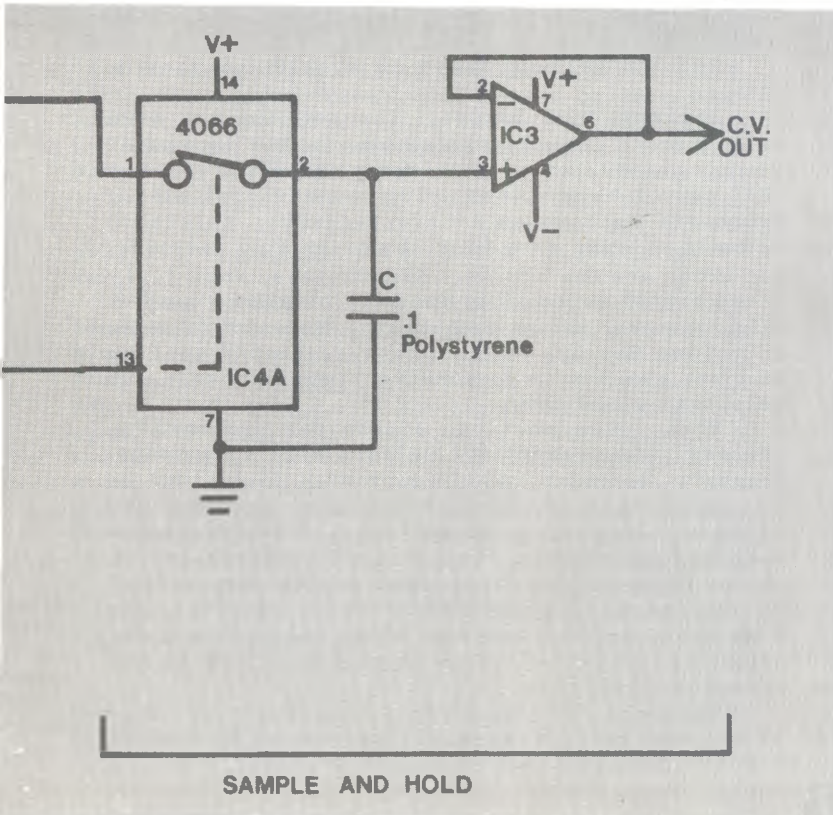 V+
14
4066
1
2
13
IC4A
7
C
.1
Polystyrene
2
−
V+
7
IC3
6
3
+
4
V−
C.V.
OUT
SAMPLE AND HOLD